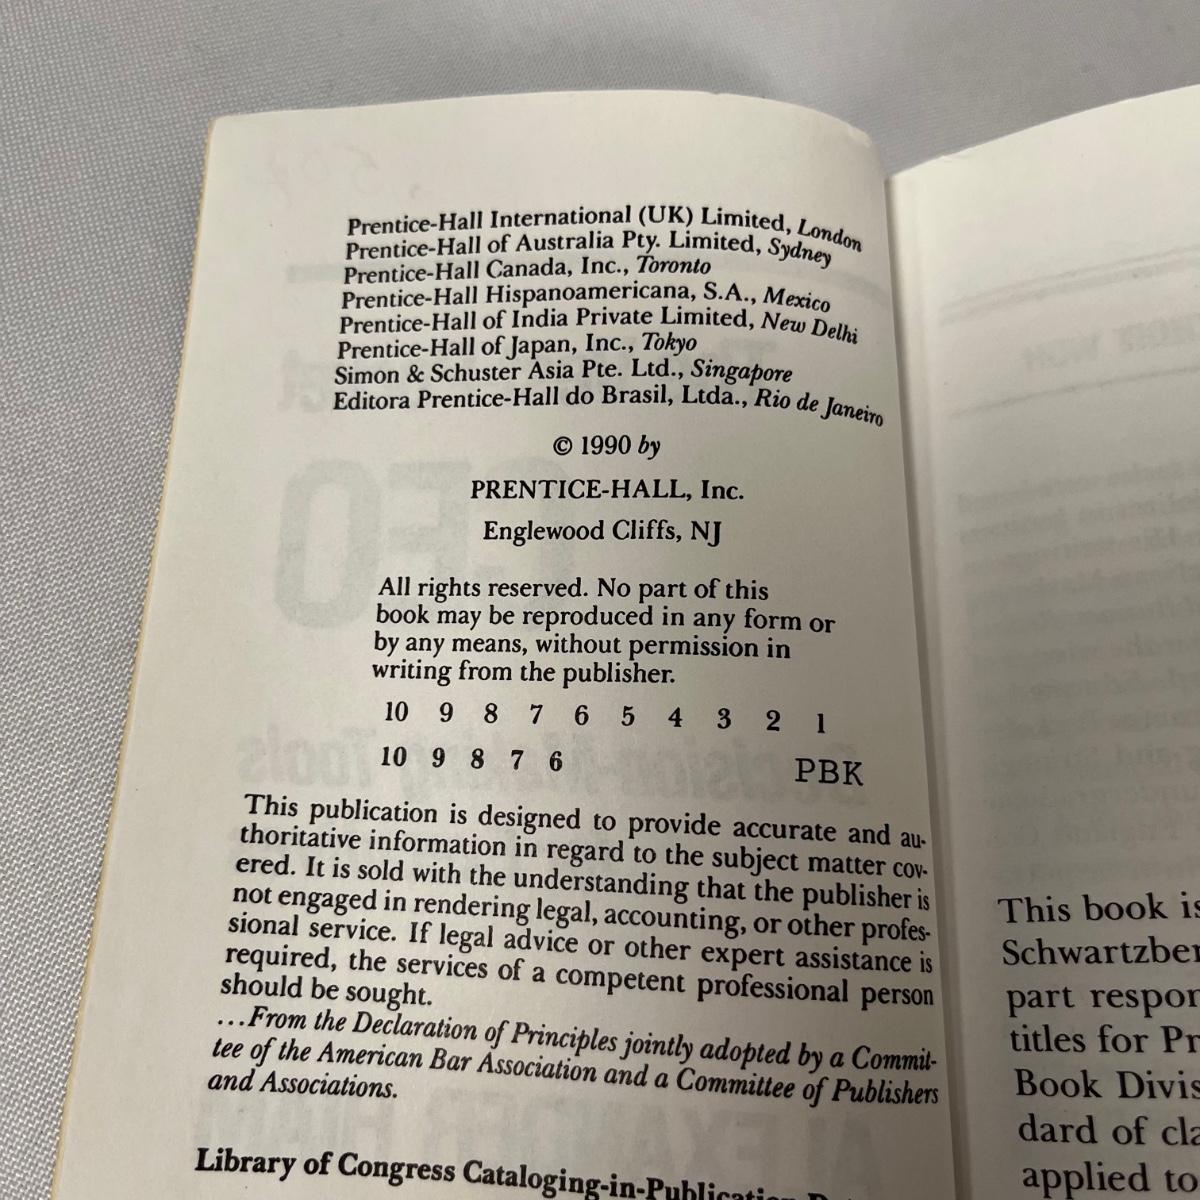 Prentice-Hall International (UK) Limited, London
Prentice-Hall of Australia Pty. Limited, Sydney
Prentice-Hall Canada, Inc., Toronto
Prentice-Hall Hispanoamericana, S.A., Mexico
Prentice-Hall of India Private Limited, New Delhi
Prentice-Hall of Japan, Inc., Tokyo
Simon & Schuster Asia Pte. Ltd., Singapore
Editora Prentice-Hall do Brasil, Ltda., Rio de Janeiro
© 1990 by
PRENTICE-HALL, Inc.
Englewood Cliffs, NJ
All rights reserved. No part of this
book may be reproduced in any form or
by any means, without permission in
writing from the publisher.
10 9 8 7 6 5 4 3 2 1
10 9 8 7 6 PBK
This publication is designed to provide accurate and au-
thoritative information in regard to the subject matter cov-
ered. It is sold with the understanding that the publisher is
not engaged in rendering legal, accounting, or other profes-
sional service. If legal advice or other expert assistance is
required, the services of a competent professional person
should be sought.
...From the Declaration of Principles jointly adopted by a Commit-
tee of the American Bar Association and a Committee of Publishers
and Associations.
Library of Congress Cataloging-in-Publication
This book is
Schwartzber
part respon
titles for Pr
Book Divis
dard of cla
applied to